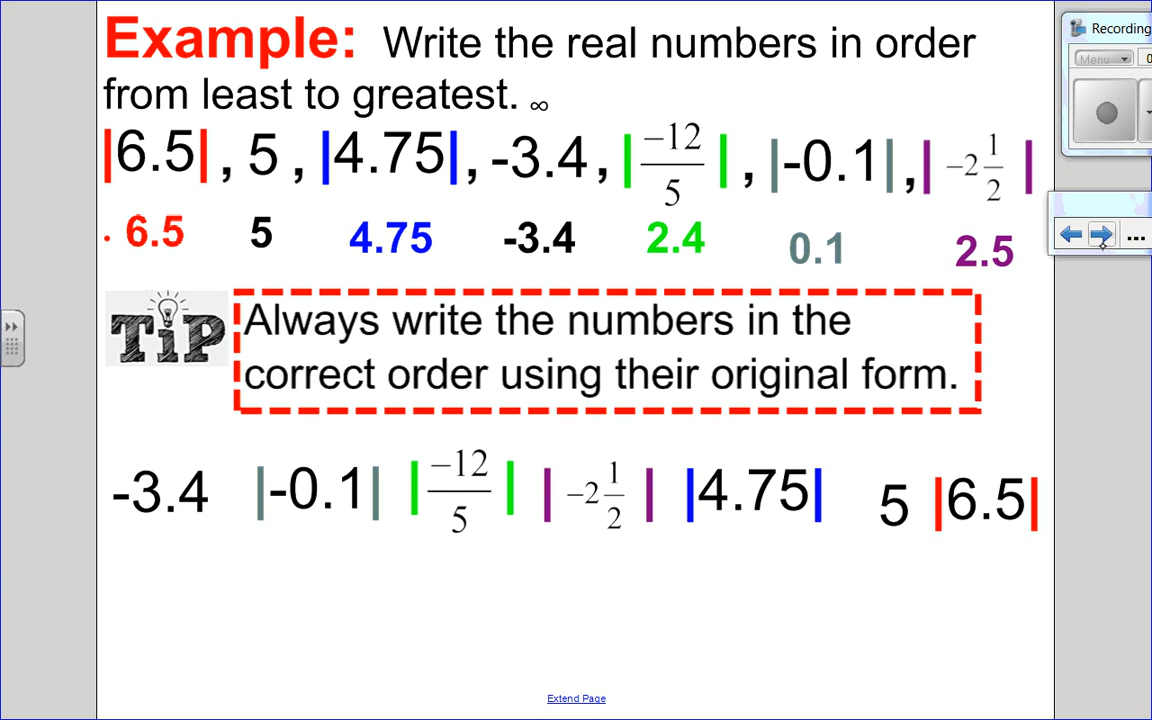 Example: Write the real numbers in order
from least to greatest. ∞
|6.5| , 5 , |4.75|, -3.4, |−12/5| , |-0.1|, |−2 1/2|
· 6.5 5 4.75 -3.4 2.4 0.1 2.5
TiP
Always write the numbers in the
correct order using their original form.
-3.4 |-0.1| |−12/5| |−2 1/2| |4.75| 5 |6.5|
Extend Page
Recording
Menu
...